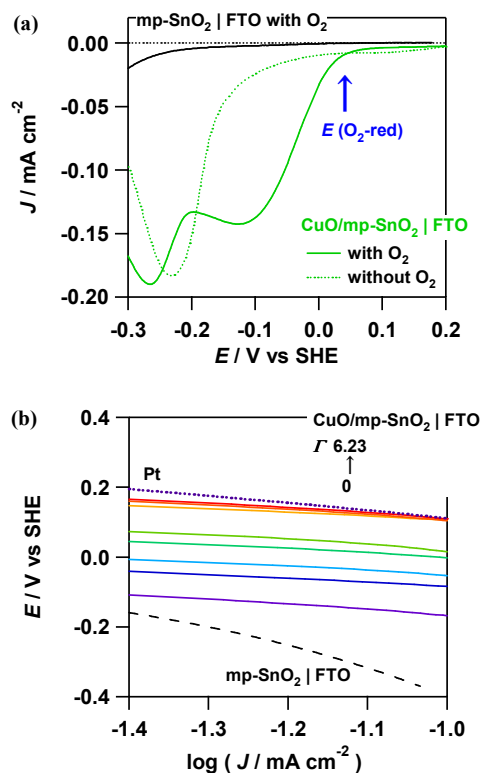 (a)
mp-SnO₂ | FTO with O₂
0.00
-0.05
-0.10
-0.15
-0.20
J / mA cm⁻²
E (O₂-red)
CuO/mp-SnO₂ | FTO
with O₂
without O₂
-0.3 -0.2 -0.1 0.0 0.1 0.2
E / V vs SHE
(b)
0.4
0.2
0.0
-0.2
-0.4
E / V vs SHE
CuO/mp-SnO₂ | FTO
Γ 6.23
0
Pt
mp-SnO₂ | FTO
-1.4 -1.3 -1.2 -1.1 -1.0
log ( J / mA cm⁻²)